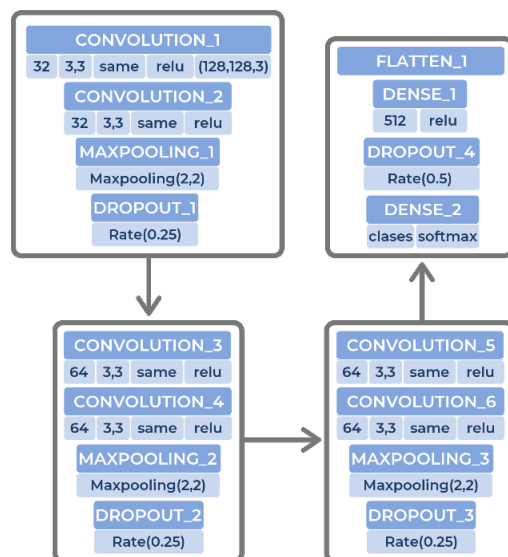 CONVOLUTION_1
32 3,3 same relu (128,128,3)
CONVOLUTION_2
32 3,3 same relu
MAXPOOLING_1
Maxpooling(2,2)
DROPOUT_1
Rate(0.25)
CONVOLUTION_3
64 3,3 same relu
CONVOLUTION_4
64 3,3 same relu
MAXPOOLING_2
Maxpooling(2,2)
DROPOUT_2
Rate(0.25)
CONVOLUTION_5
64 3,3 same relu
CONVOLUTION_6
64 3,3 same relu
MAXPOOLING_3
Maxpooling(2,2)
DROPOUT_3
Rate(0.25)
FLATTEN_1
DENSE_1
512 relu
DROPOUT_4
Rate(0.5)
DENSE_2
clases softmax